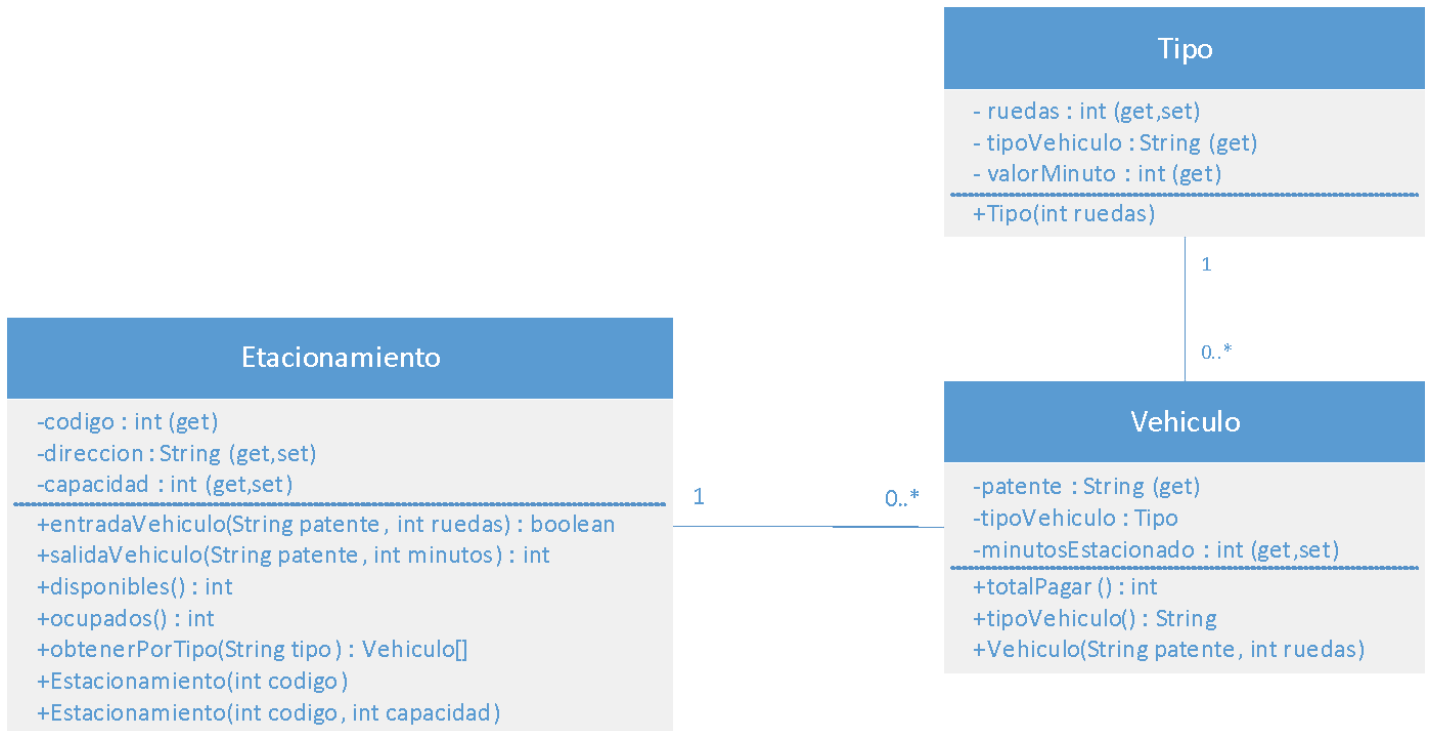 Tipo
- ruedas : int (get,set)
- tipoVehiculo : String (get)
- valorMinuto : int (get)
+Tipo(int ruedas)
1
0..*
Etacionamiento
-codigo : int (get)
-direccion : String (get,set)
-capacidad : int (get,set)
+entradaVehiculo(String patente, int ruedas) : boolean
+salidaVehiculo(String patente, int minutos) : int
+disponibles() : int
+ocupados() : int
+obtenerPorTipo(String tipo) : Vehiculo[]
+Estacionamiento(int codigo)
+Estacionamiento(int codigo, int capacidad)
1
0..*
Vehiculo
-patente : String (get)
-tipoVehiculo : Tipo
-minutosEstacionado : int (get,set)
+totalPagar () : int
+tipoVehiculo() : String
+Vehiculo(String patente, int ruedas)